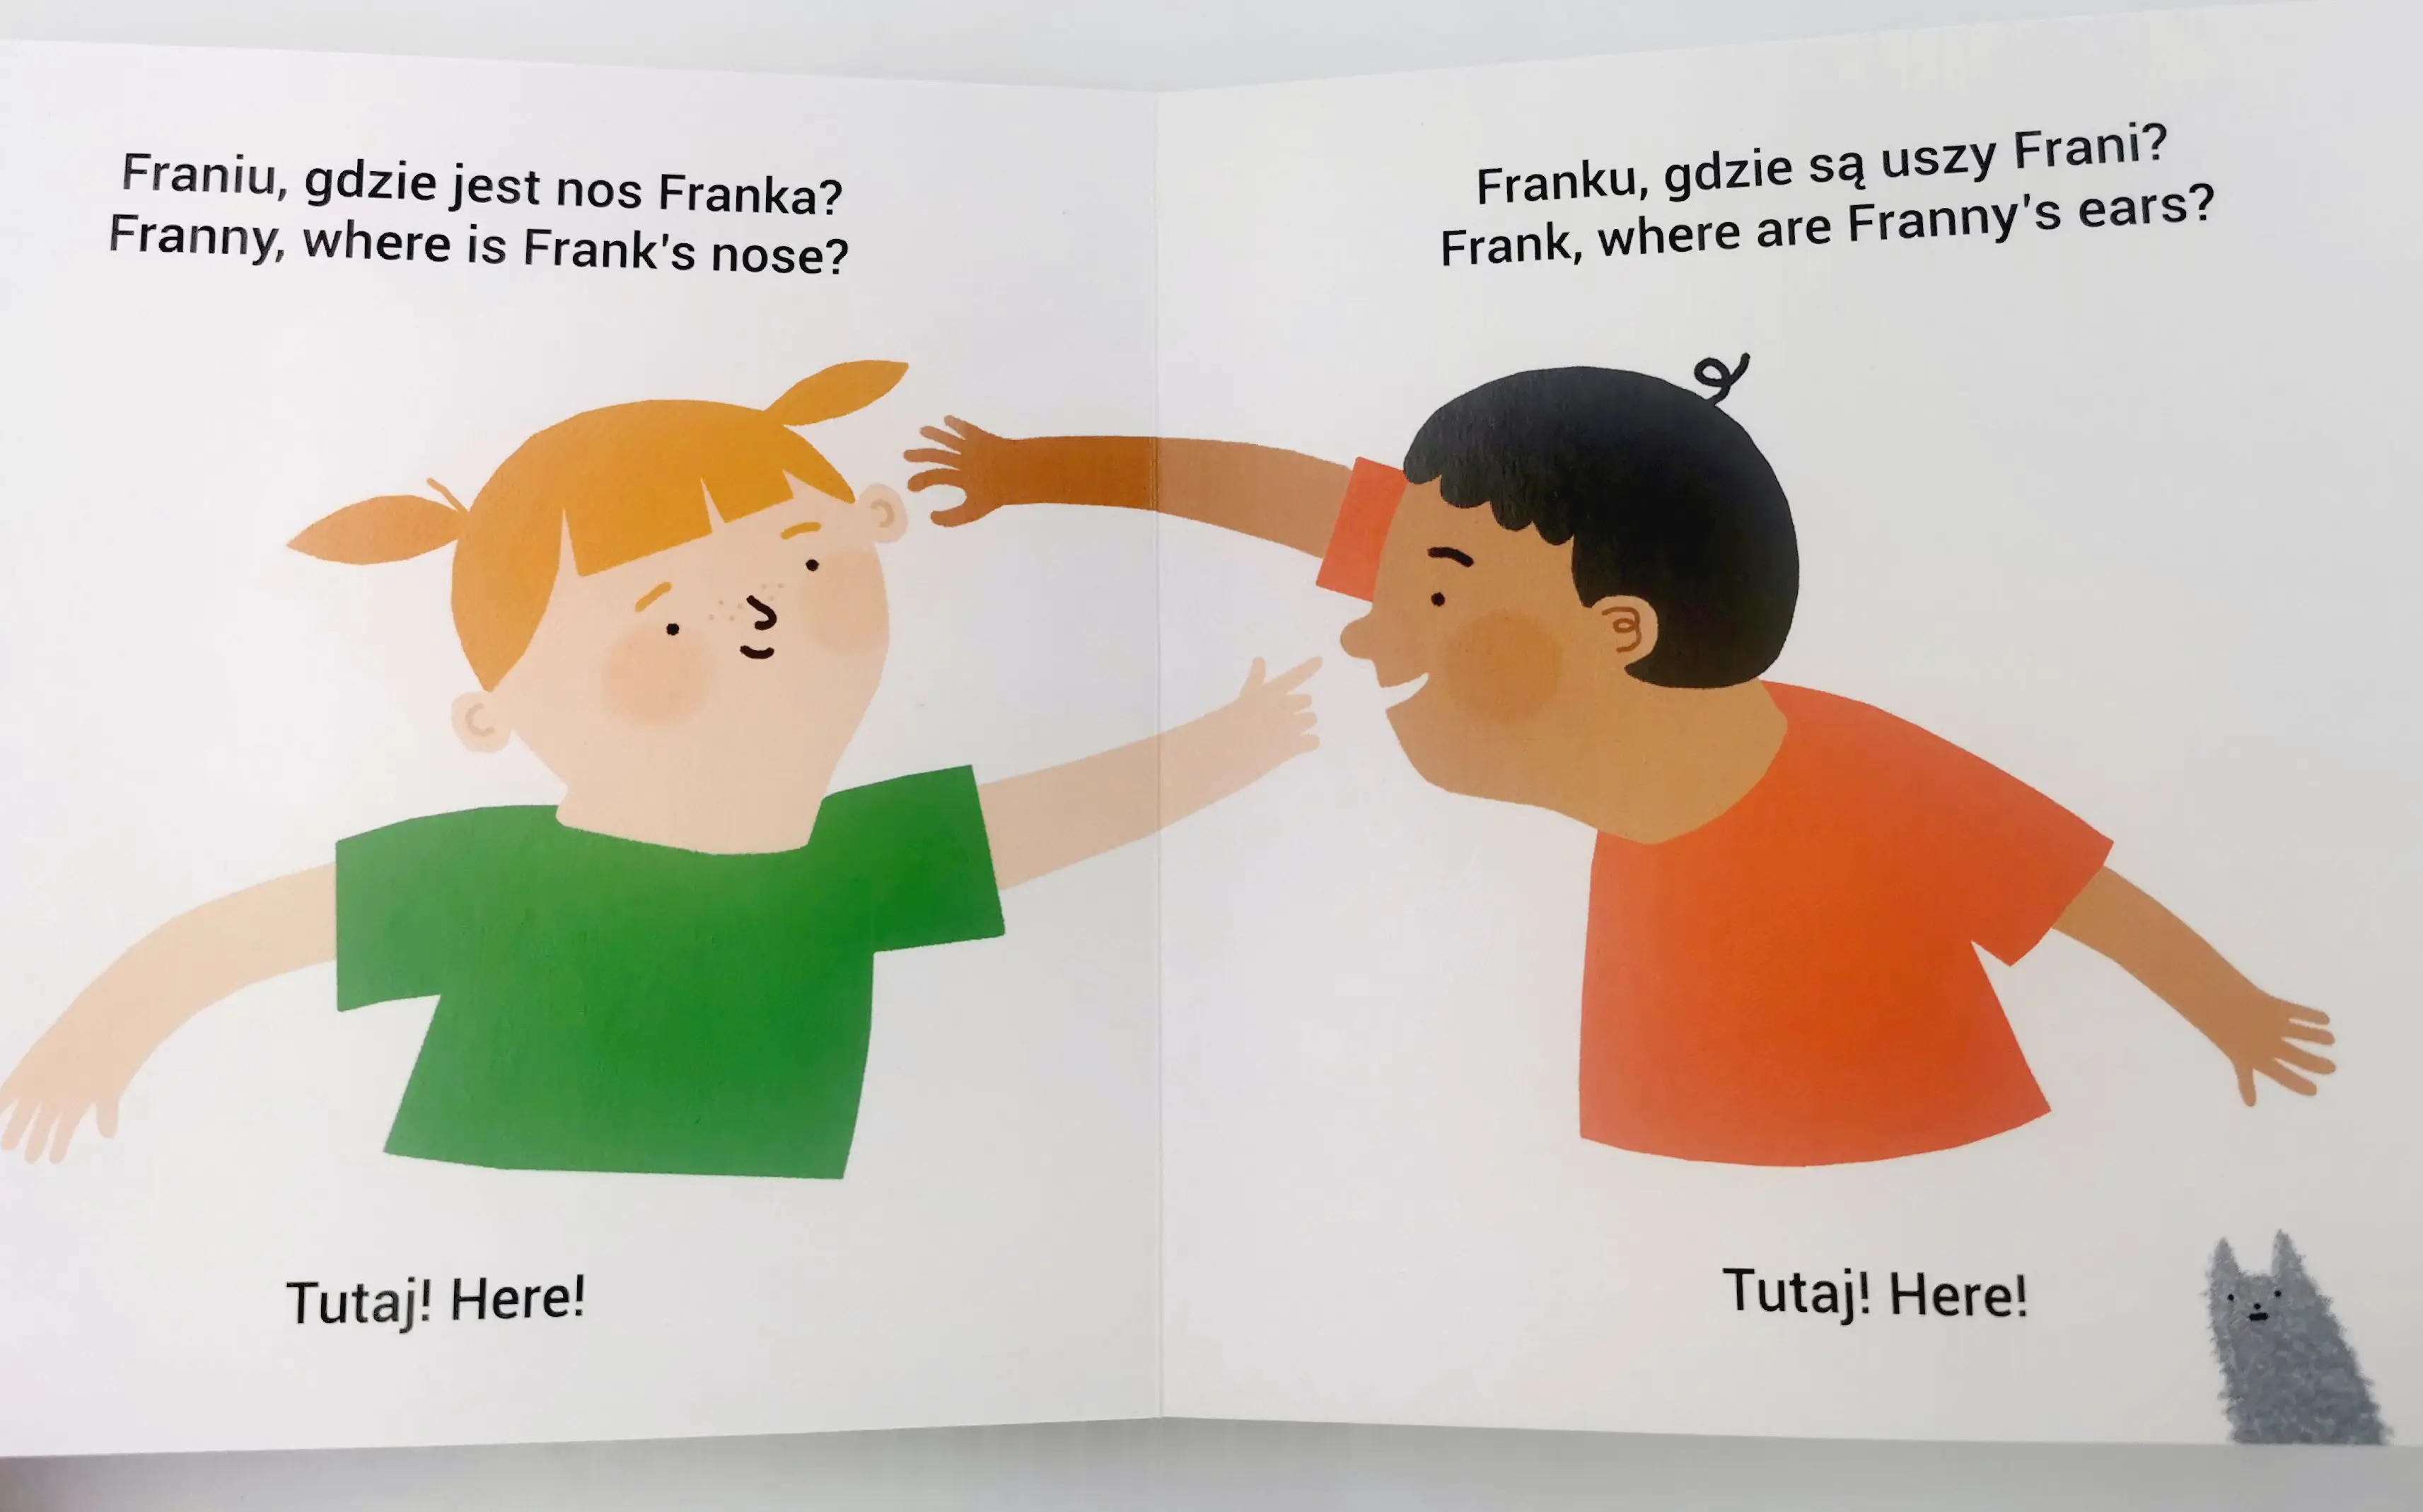 Franiu, gdzie jest nos Franka?
Franny, where is Frank's nose?
Tutaj! Here!
Franku, gdzie są uszy Frani?
Frank, where are Franny's ears?
Tutaj! Here!